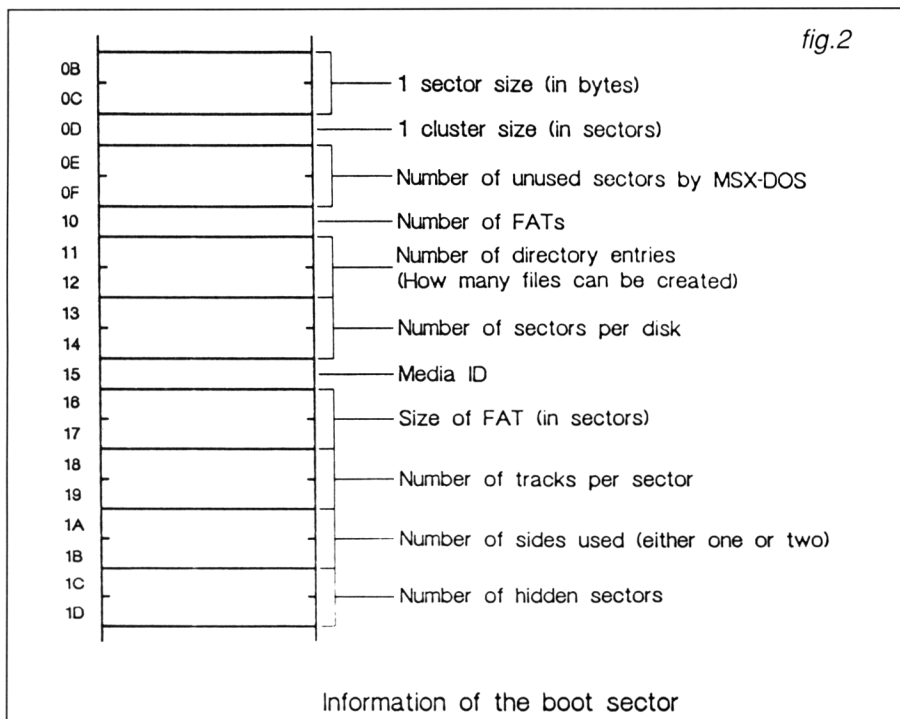 fig.2
0B
1 sector size (in bytes)
0C
0D
1 cluster size (in sectors)
0E
Number of unused sectors by MSX-DOS
0F
10
Number of FATs
11
Number of directory entries
(How many files can be created)
12
13
Number of sectors per disk
14
15
Media ID
16
Size of FAT (in sectors)
17
18
Number of tracks per sector
19
1A
Number of sides used (either one or two)
1B
1C
Number of hidden sectors
1D
Information of the boot sector